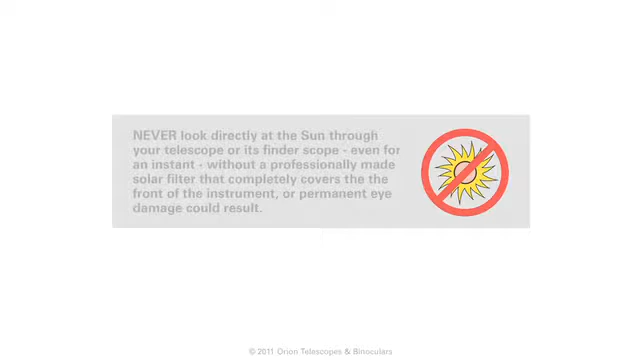 NEVER look directly at the Sun through
your telescope or its finder scope - even for
an instant - without a professionally made
solar filter that completely covers the the
front of the instrument, or permanent eye
damage could result.
© 2011 Orion Telescopes & Binoculars